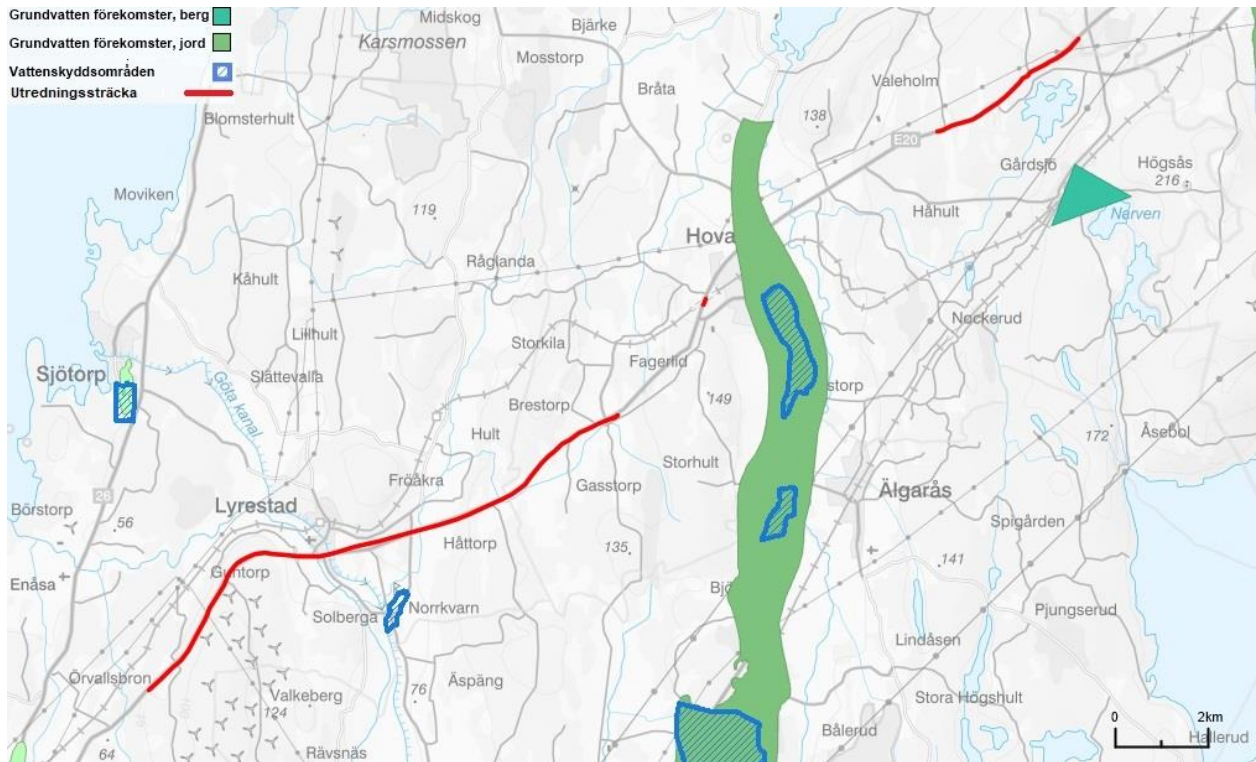 Grundvatten förekomster, berg
Grundvatten förekomster, jord
Vattenskyddsområden
Utredningssträcka
Midskog
Karsmossen
Bjärke
Mosstorp
Bråta
Valeholm
138
E20
Blomsterhult
Gårdsjö
Högsås
216
Moviken
119
Håhult
Narven
Hova
Råglanda
Kåhult
Lillhult
Storkila
Nockerud
Fagerlid
Sjötorp
Slättevalla
Göta kanal
storp
Brestorp
149
172
Åsebol
Hult
Storhult
Fröåkra
Gasstorp
Älgarås
26
Lyrestad
Börstorp
56
Spigården
Håttorp
135
141
Enåsa
Guntorp
Bjö
Solberga
Norrkvarn
Pjungserud
Lindåsen
Örvallsbron
Äspäng
76
Valkeberg
124
Stora Högshult
0
2km
Bålerud
Hallerud
64
Rävsnäs